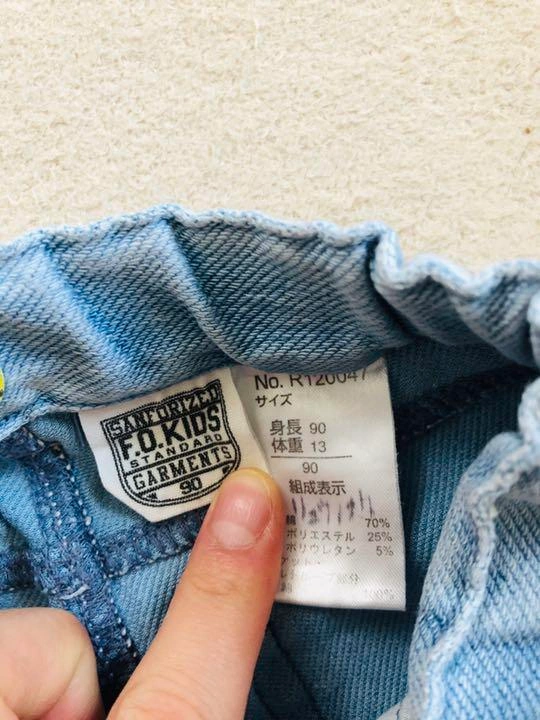 SANFORIZED
F.O.KIDS
STANDARD
GARMENTS
90
No. R120047
サイズ
身長 90
体重 13
90
組成表示
綿 70%
ポリエステル 25%
ポリウレタン 5%
100%